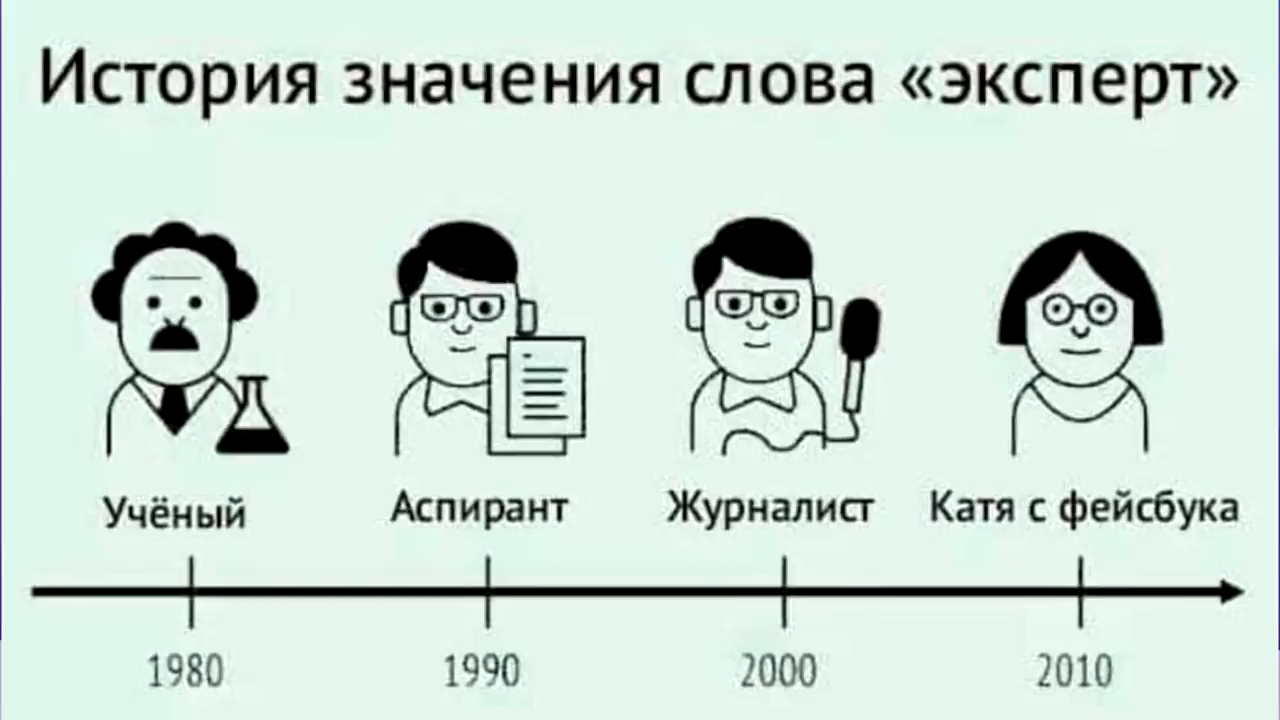 История значения слова «эксперт»
Учёный
Аспирант
Журналист
Катя с фейсбука
1980
1990
2000
2010